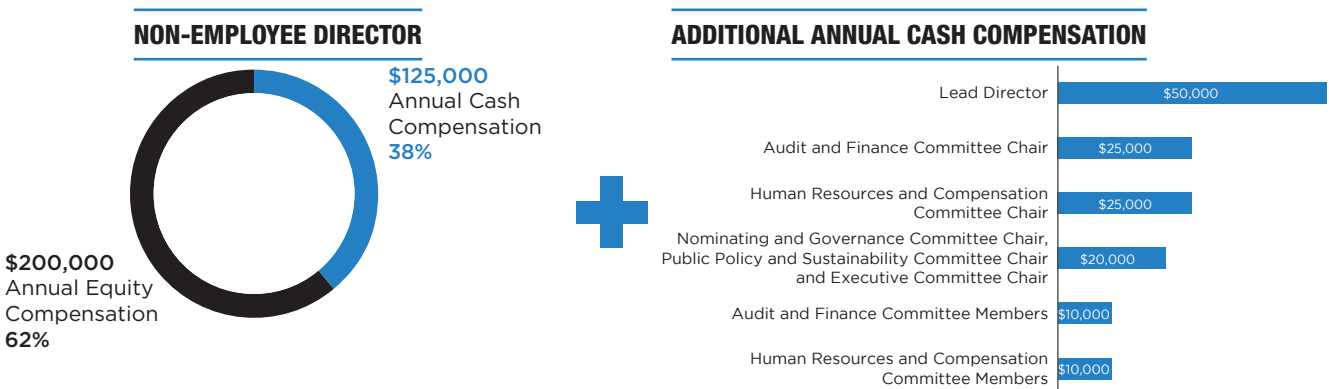 NON-EMPLOYEE DIRECTOR
$125,000
Annual Cash
Compensation
38%
$200,000
Annual Equity
Compensation
62%
ADDITIONAL ANNUAL CASH COMPENSATION
Lead Director
$50,000
Audit and Finance Committee Chair
$25,000
Human Resources and Compensation
Committee Chair
$25,000
Nominating and Governance Committee Chair,
Public Policy and Sustainability Committee Chair
and Executive Committee Chair
$20,000
Audit and Finance Committee Members
$10,000
Human Resources and Compensation
Committee Members
$10,000